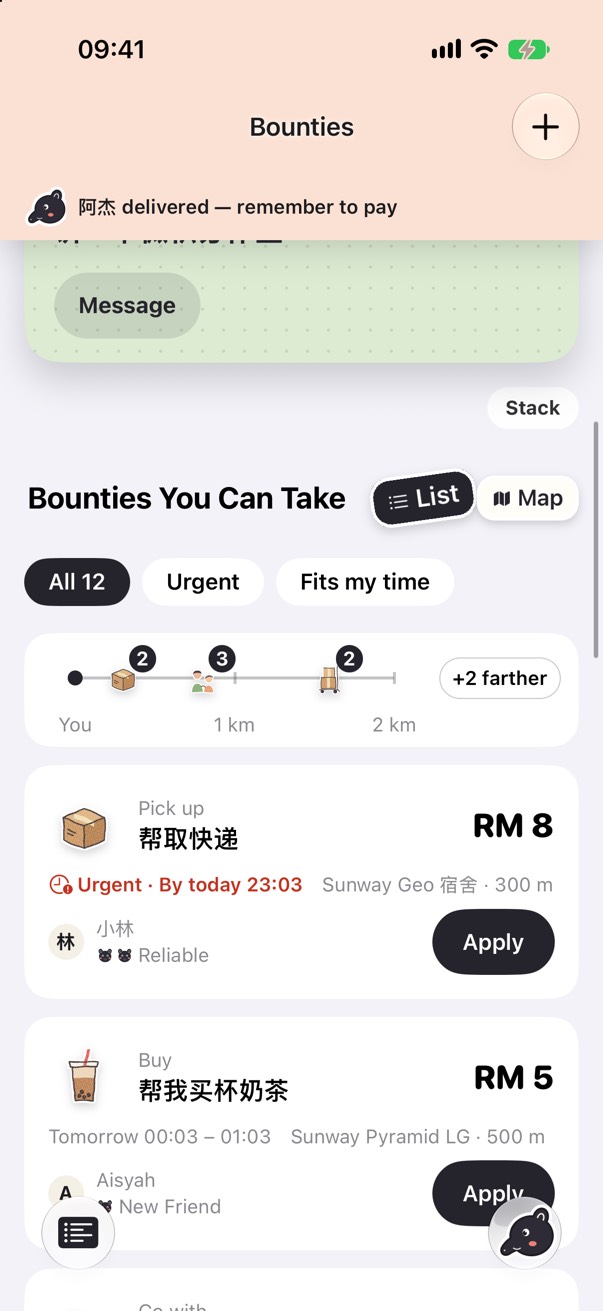 09:41
Bounties
阿杰 delivered — remember to pay
Message
Stack
Bounties You Can Take
List
Map
All 12
Urgent
Fits my time
2
3
2
+2 farther
You
1 km
2 km
Pick up
帮取快递
RM 8
Urgent · By today 23:03
Sunway Geo 宿舍 · 300 m
林
小林
Reliable
Apply
Buy
帮我买杯奶茶
RM 5
Tomorrow 00:03 – 01:03
Sunway Pyramid LG · 500 m
A
Aisyah
New Friend
Apply
Go with